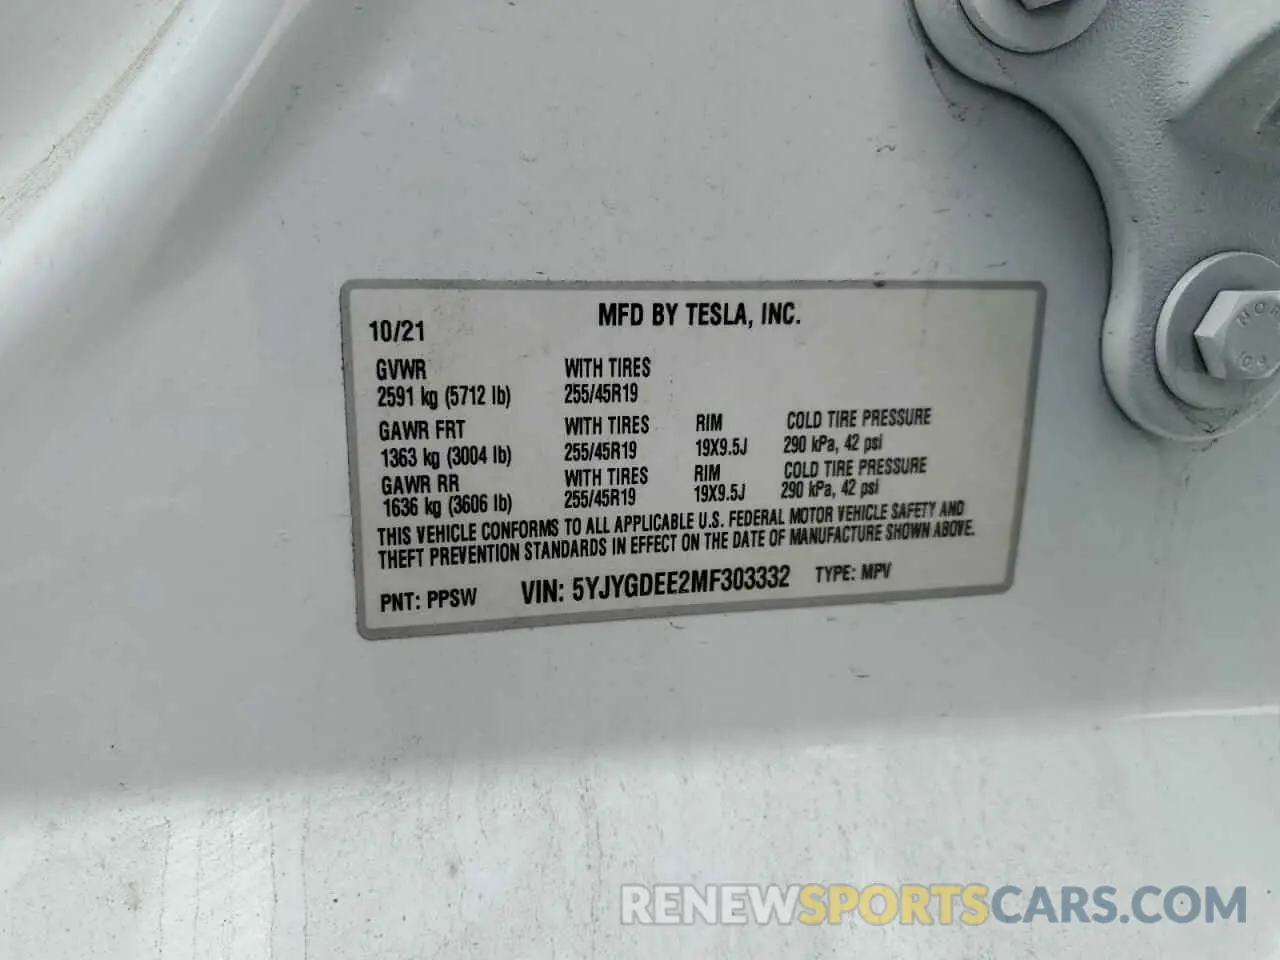 MFD BY TESLA, INC.
10/21
GVWR WITH TIRES
2591 kg (5712 lb) 255/45R19
GAWR FRT WITH TIRES RIM COLD TIRE PRESSURE
1363 kg (3004 lb) 255/45R19 19X9.5J 290 kPa, 42 psi
GAWR RR WITH TIRES RIM COLD TIRE PRESSURE
1636 kg (3606 lb) 255/45R19 19X9.5J 290 kPa, 42 psi
THIS VEHICLE CONFORMS TO ALL APPLICABLE U.S. FEDERAL MOTOR VEHICLE SAFETY AND
THEFT PREVENTION STANDARDS IN EFFECT ON THE DATE OF MANUFACTURE SHOWN ABOVE.
PNT: PPSW VIN: 5YJYGDEE2MF303332 TYPE: MPV
RENEWSPORTSCARS.COM